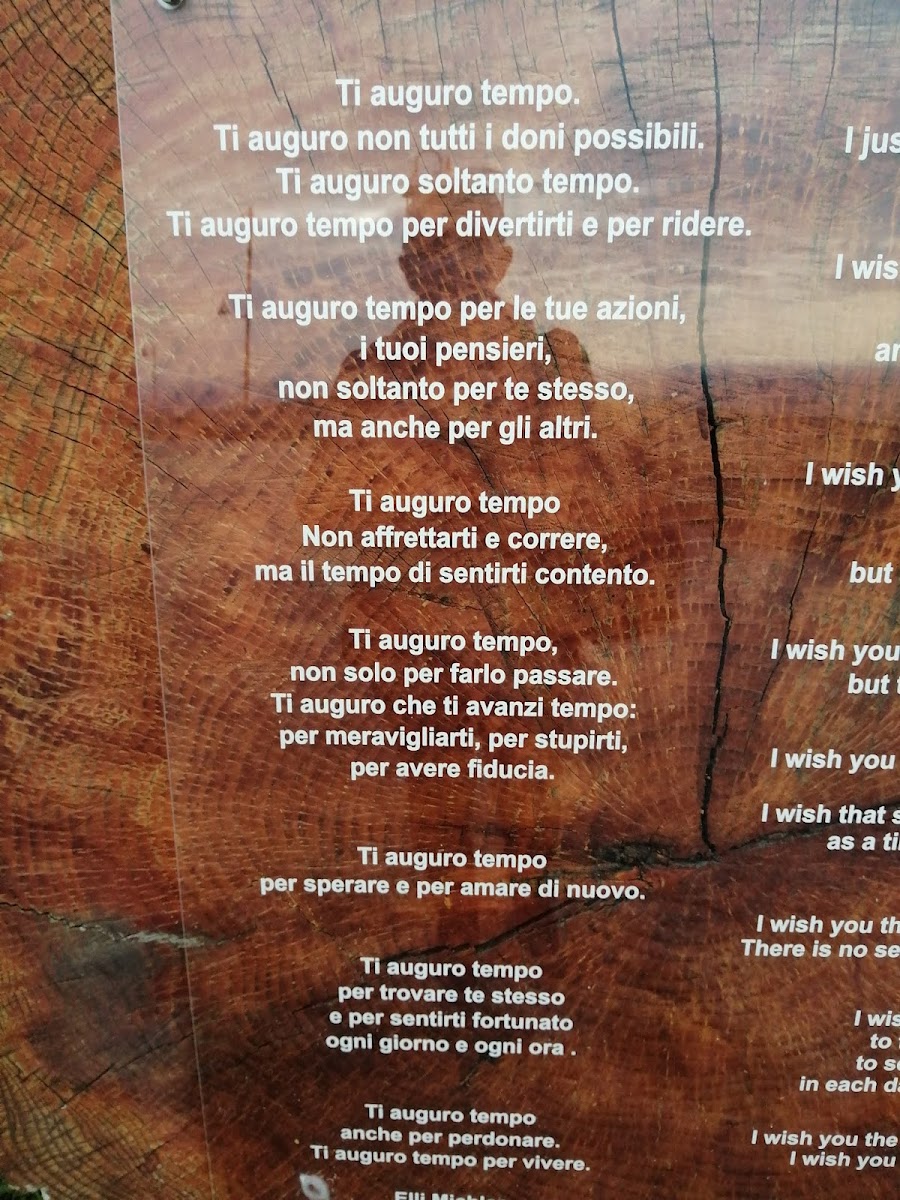 Ti auguro tempo.
Ti auguro non tutti i doni possibili.
Ti auguro soltanto tempo.
Ti auguro tempo per divertirti e per ridere.
Ti auguro tempo per le tue azioni,
i tuoi pensieri,
non soltanto per te stesso,
ma anche per gli altri.
Ti auguro tempo
Non affrettarti e correre,
ma il tempo di sentirti contento.
Ti auguro tempo,
non solo per farlo passare.
Ti auguro che ti avanzi tempo:
per meravigliarti, per stupirti,
per avere fiducia.
Ti auguro tempo
per sperare e per amare di nuovo.
Ti auguro tempo
per trovare te stesso
e per sentirti fortunato
ogni giorno e ogni ora .
Ti auguro tempo
anche per perdonare.
Ti auguro tempo per vivere.
Elli
I
I
I wish
but
I wish you
but
I wish you
I wish that
as a
I wish you
There is no
I
to
to
in each
I wish you the
I wish you